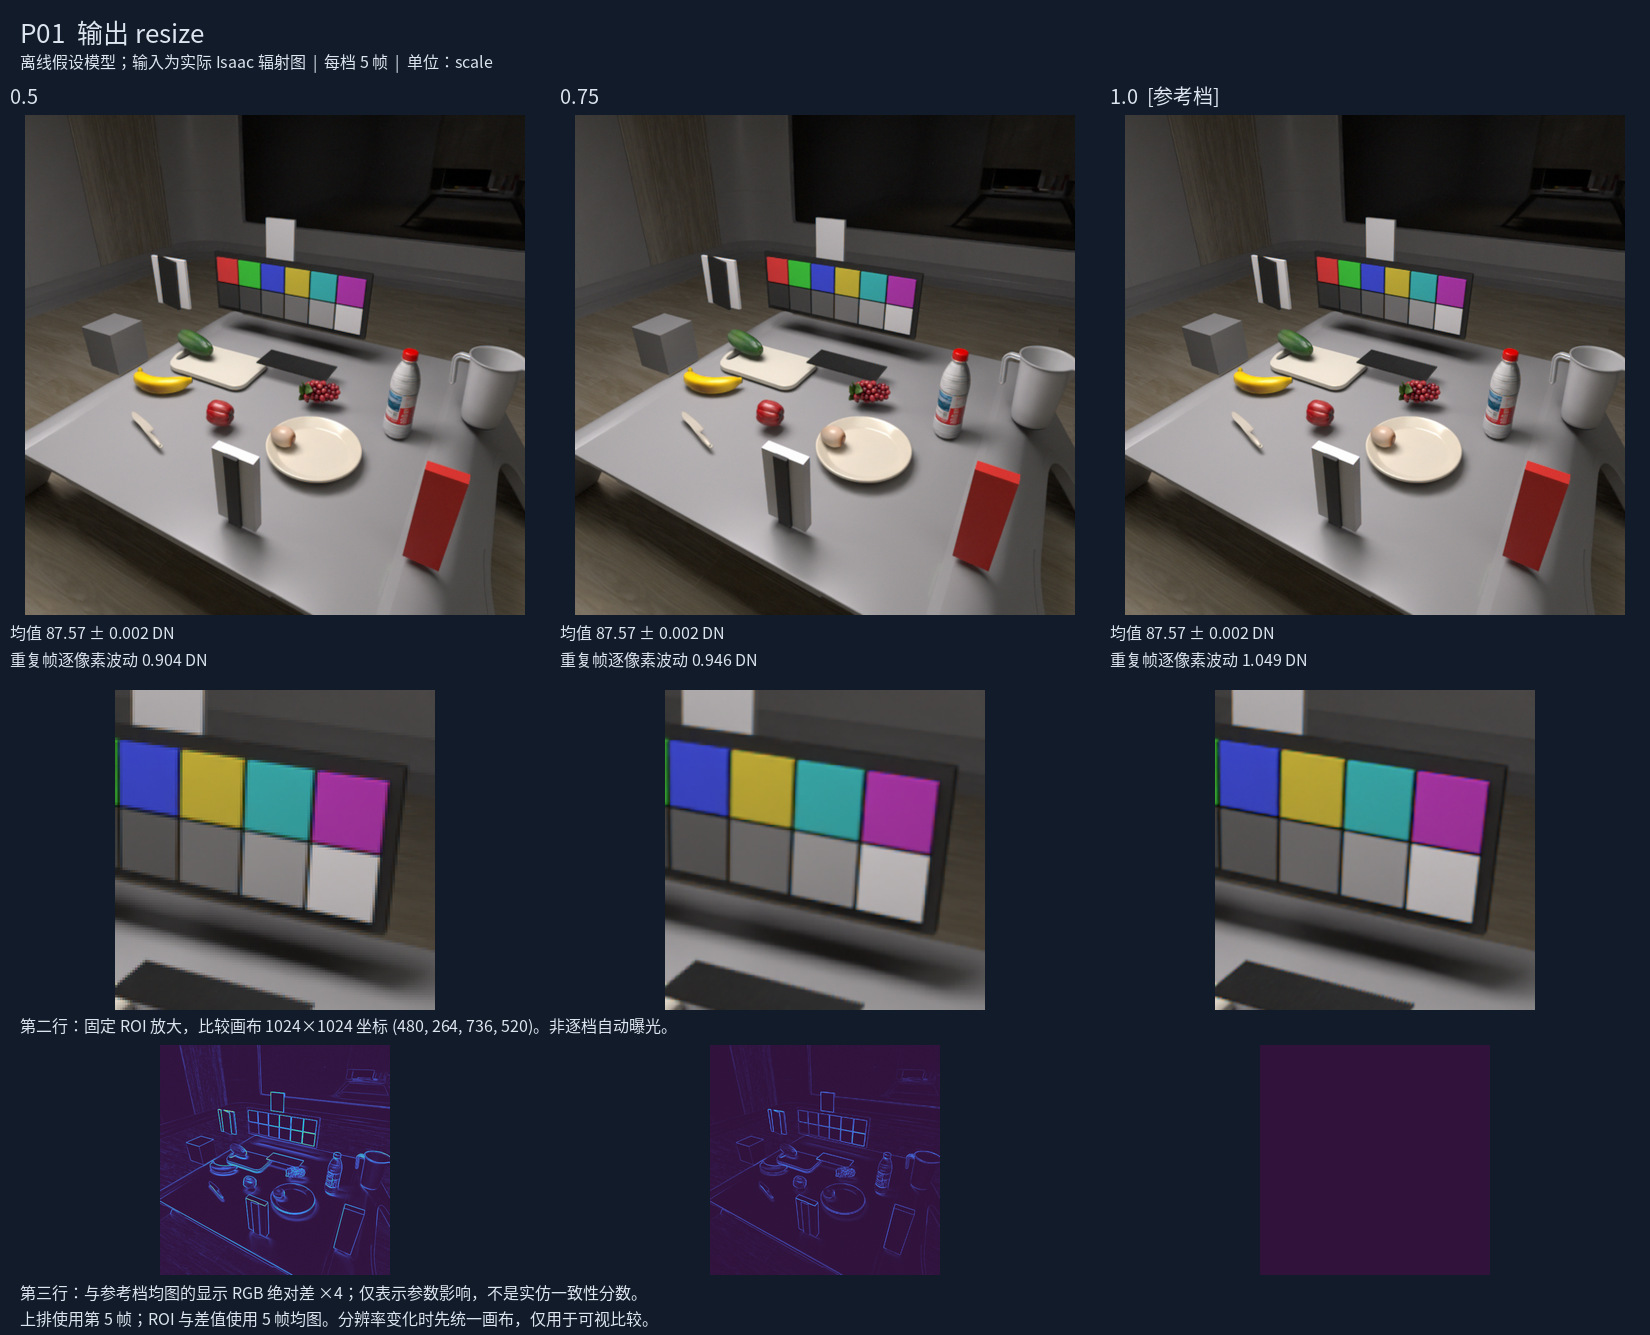 P01 输出 resize
离线假设模型；输入为实际 Isaac 辐射图 | 每档 5 帧 | 单位：scale
0.5
0.75
1.0 [参考档]
均值 87.57 ± 0.002 DN
重复帧逐像素波动 0.904 DN
均值 87.57 ± 0.002 DN
重复帧逐像素波动 0.946 DN
均值 87.57 ± 0.002 DN
重复帧逐像素波动 1.049 DN
第二行：固定 ROI 放大，比较画布 1024×1024 坐标 (480, 264, 736, 520)。非逐档自动曝光。
第三行：与参考档均图的显示 RGB 绝对差 ×4；仅表示参数影响，不是实仿一致性分数。
上排使用第 5 帧；ROI 与差值使用 5 帧均图。分辨率变化时先统一画布，仅用于可视比较。